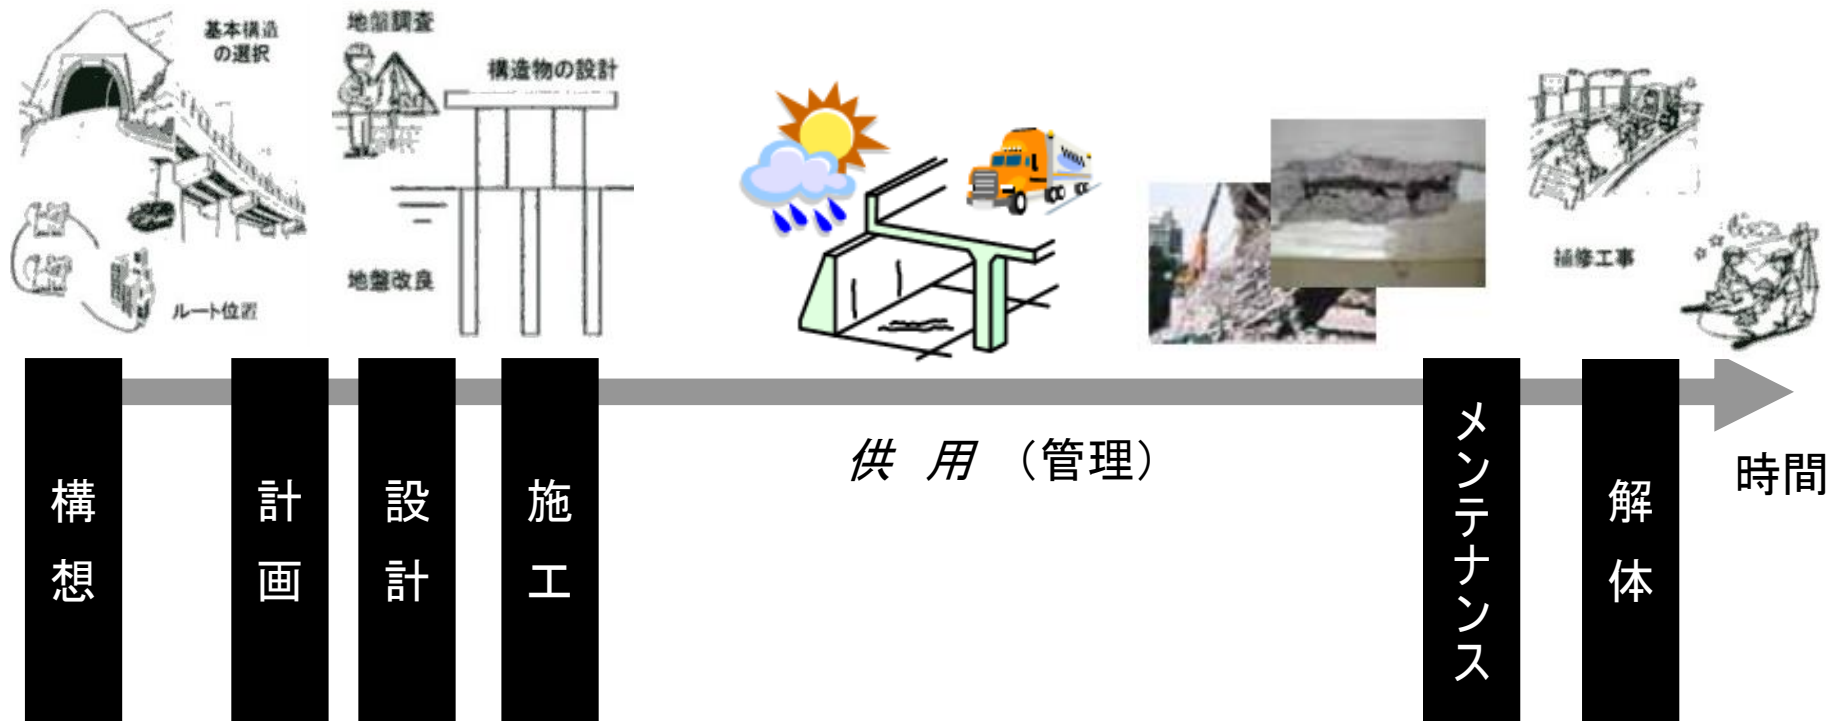 基本構造
の選択
地盤調査
構造物の設計
地盤改良
ルート位置
補修工事
構想
計画
設計
施工
供用（管理）
メンテナンス
解体
時間